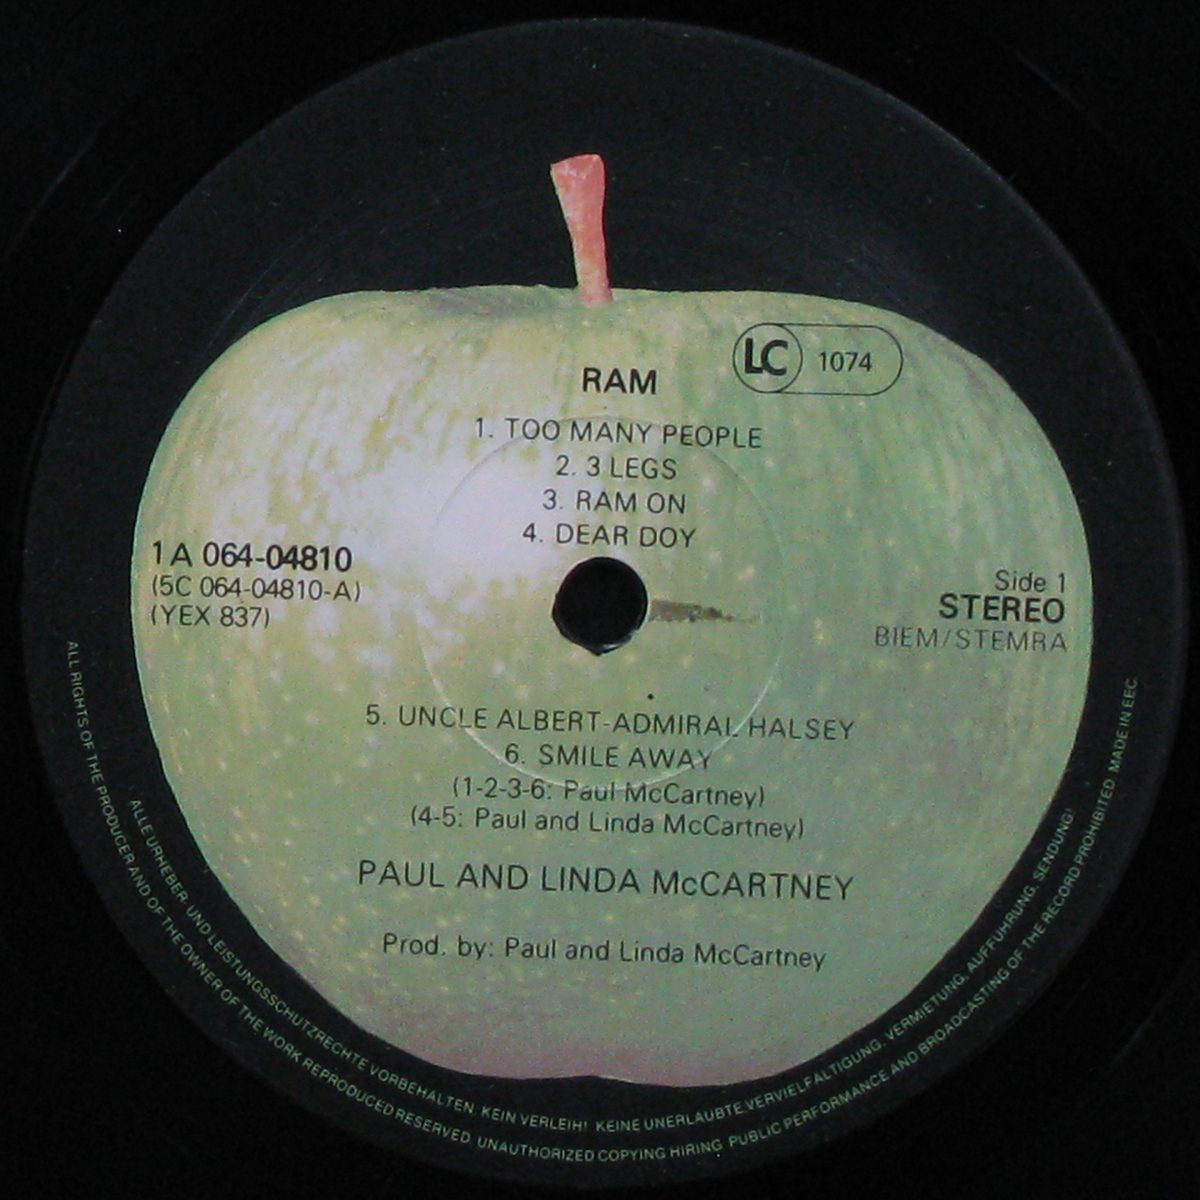 LC 1074
RAM
1. TOO MANY PEOPLE
2. 3 LEGS
3. RAM ON
4. DEAR DOY
1 A 064-04810
(5C 064-04810-A)
(YEX 837)
Side 1
STEREO
BIEM/STEMRA
5. UNCLE ALBERT-ADMIRAL HALSEY
6. SMILE AWAY
(1-2-3-6: Paul McCartney)
(4-5: Paul and Linda McCartney)
PAUL AND LINDA McCARTNEY
Prod. by: Paul and Linda McCartney
ALLE URHEBER- UND LEISTUNGSSCHUTZRECHTE VORBEHALTEN. KEIN VERLEIH! KEINE UNERLAUBTE VERVIELFALTIGUNG, VERMIETUNG, AUFFUHRUNG, SENDUNG!
ALL RIGHTS OF THE PRODUCER AND OF THE OWNER OF THE WORK REPRODUCED RESERVED UNAUTHORIZED COPYING HIRING PUBLIC PERFORMANCE AND BROADCASTING OF THE RECORD PROHIBITED MADE IN EEC